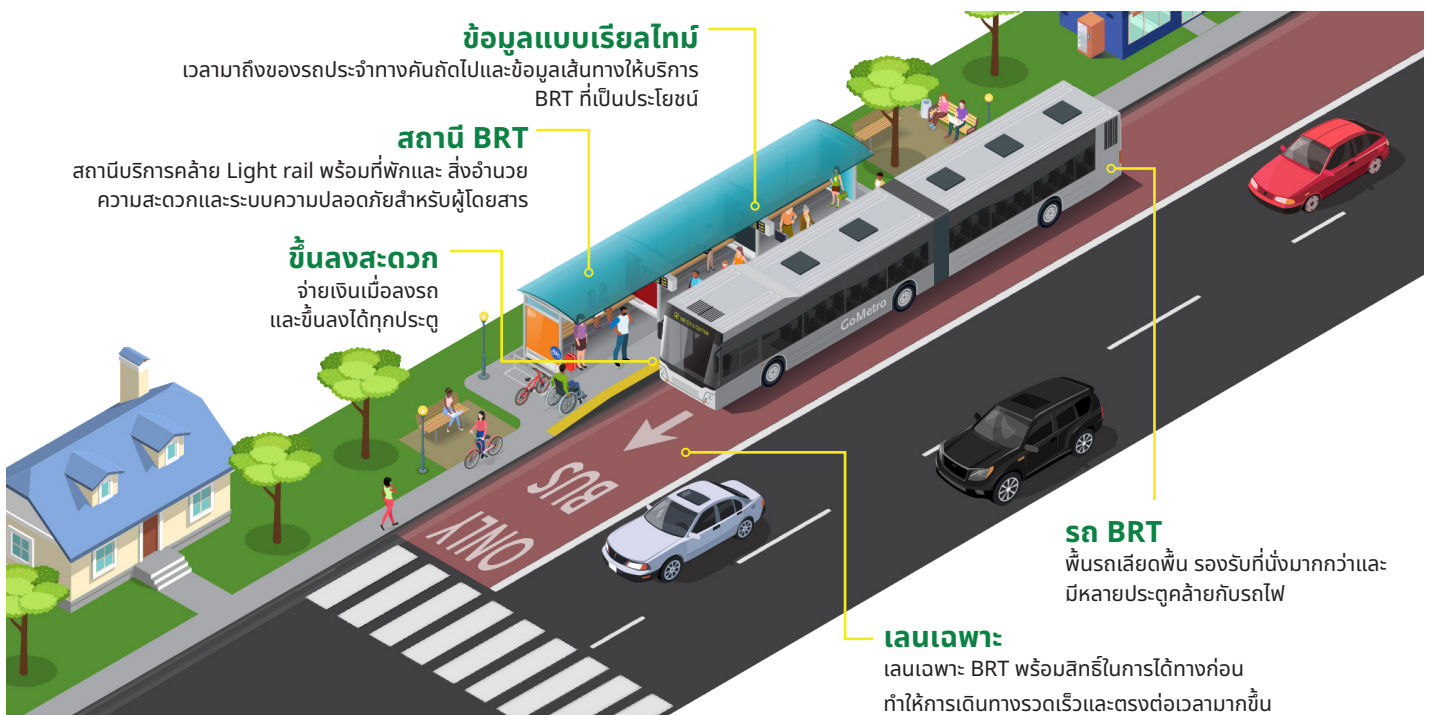 ข้อมูลแบบเรียลไทม์
เวลามาถึงของรถประจำทางคันถัดไปและข้อมูลเส้นทางให้บริการ
BRT ที่เป็นประโยชน์
สถานี BRT
สถานีบริการคล้าย Light rail พร้อมที่พักและ สิ่งอำนวย
ความสะดวกและระบบความปลอดภัยสำหรับผู้โดยสาร
ขึ้นลงสะดวก
จ่ายเงินเมื่อลงรถ
และขึ้นลงได้ทุกประตู
GoMetro
BUS
ONLY
รถ BRT
พื้นรถเลียดพื้น รองรับที่นั่งมากกว่าและ
มีหลายประตูคล้ายกับรถไฟ
เลนเฉพาะ
เลนเฉพาะ BRT พร้อมสิทธิ์ในการได้ทางก่อน
ทำให้การเดินทางรวดเร็วและตรงต่อเวลามากขึ้น